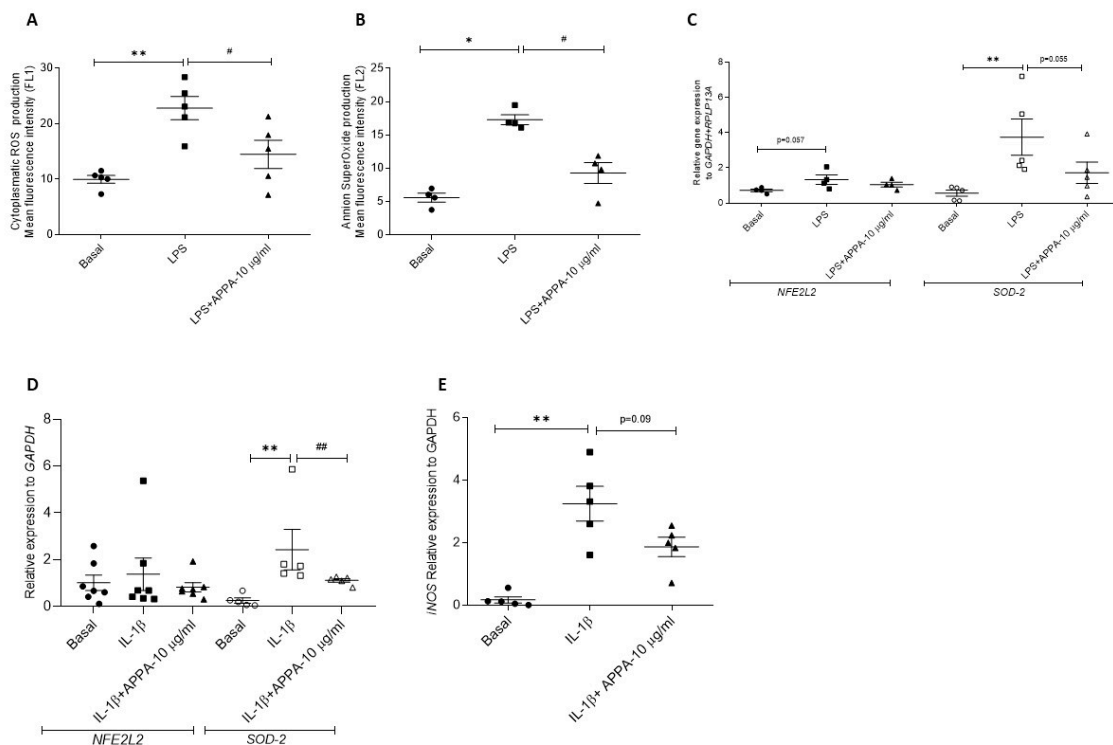 A
Cytoplasmatic ROS production
Mean fluorescence intensity (FL1)
30
20
10
0
**
#
Basal
LPS
LPS+APPA-10 μg/ml
B
Annion SuperOxide production
Mean fluorescence intensity (FL2)
25
20
15
10
5
0
*
#
Basal
LPS
LPS+APPA-10 μg/ml
C
Relative gene expression
to GAPDH+RPLP13A
8
6
4
2
0
p=0.057
**
p=0.055
Basal
LPS
LPS+APPA-10 μg/ml
Basal
LPS
LPS+APPA-10 μg/ml
NFE2L2
SOD-2
D
Relative expression to GAPDH
8
6
4
2
0
**
##
Basal
IL-1β
IL-1β+APPA-10 μg/ml
Basal
IL-1β
IL-1β+APPA-10 μg/ml
NFE2L2
SOD-2
E
INOS Relative expression to GAPDH
6
4
2
0
**
p=0.09
Basal
IL-1β
IL-1β+ APPA-10 μg/ml